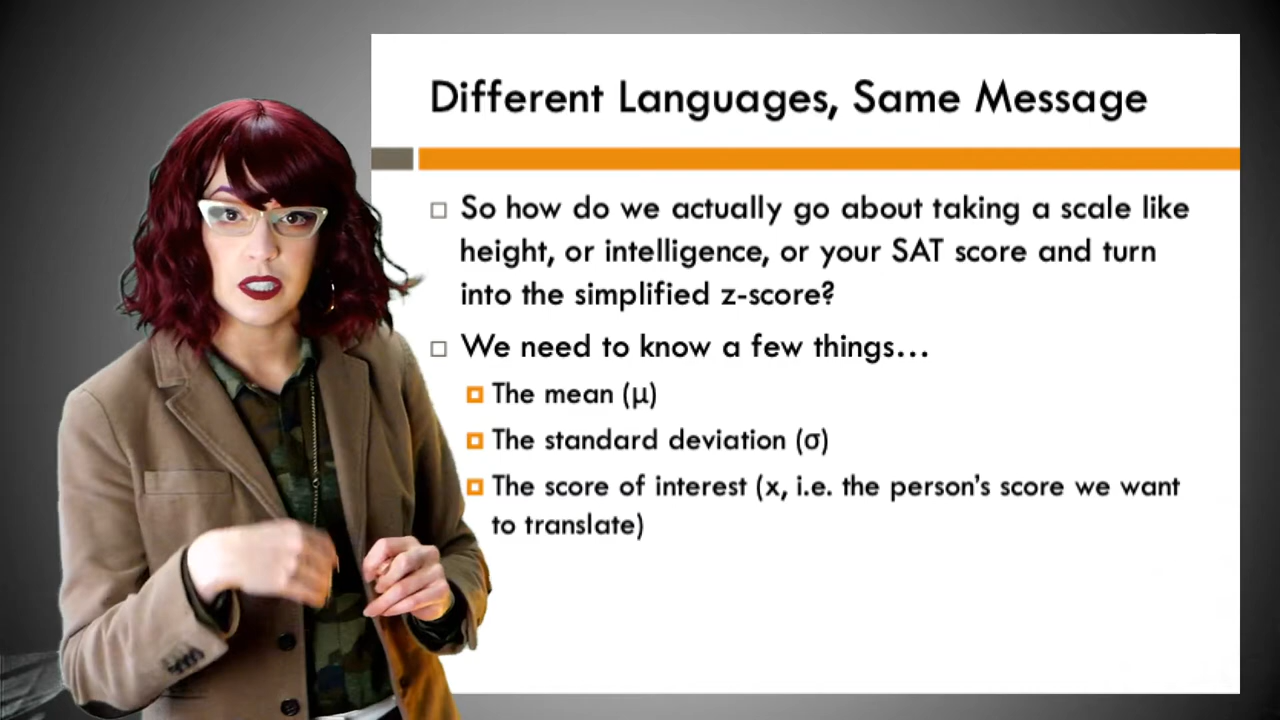 Different Languages, Same Message
So how do we actually go about taking a scale like
height, or intelligence, or your SAT score and turn
into the simplified z-score?
We need to know a few things...
The mean (μ)
The standard deviation (σ)
The score of interest (x, i.e. the person's score we want
to translate)